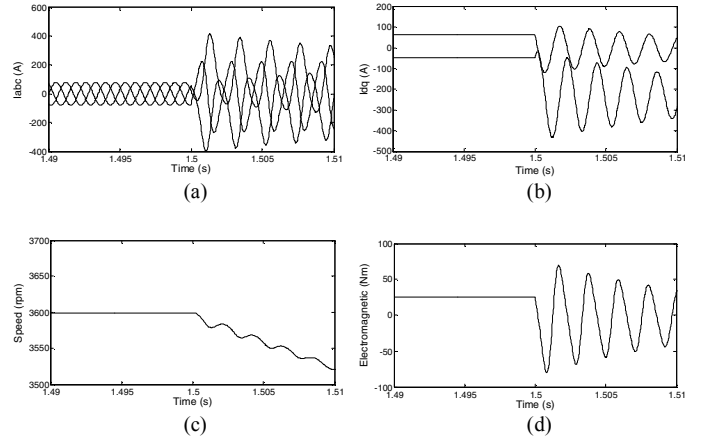 600
400
200
0
-200
-400
Iabc (A)
1.49 1.495 1.5 1.505 1.51
Time (s)
(a)
200
100
0
-100
-200
-300
-400
-500
Idq (A)
1.49 1.495 1.5 1.505 1.51
Time (s)
(b)
3700
3650
3600
3550
3500
Speed (rpm)
1.49 1.495 1.5 1.505 1.51
Time (s)
(c)
100
50
0
-50
-100
Electromagnetic (Nm)
1.49 1.495 1.5 1.505 1.51
Time (s)
(d)